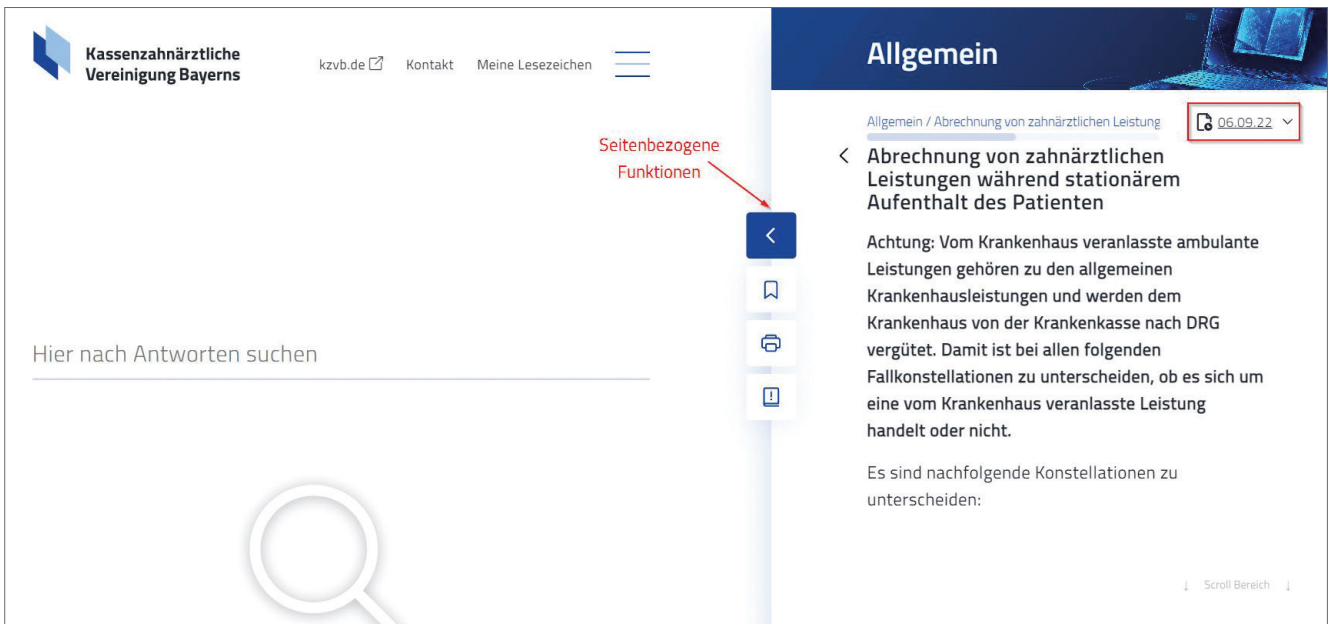 Kassenzahnärztliche
Vereinigung Bayerns
kzvb.de
Kontakt
Meine Lesezeichen
Hier nach Antworten suchen
Seitenbezogene
Funktionen
Allgemein
Allgemein / Abrechnung von zahnärztlichen Leistung
06.09.22
Abrechnung von zahnärztlichen
Leistungen während stationärem
Aufenthalt des Patienten
Achtung: Vom Krankenhaus veranlasste ambulante
Leistungen gehören zu den allgemeinen
Krankenhausleistungen und werden dem
Krankenhaus von der Krankenkasse nach DRG
vergütet. Damit ist bei allen folgenden
Fallkonstellationen zu unterscheiden, ob es sich um
eine vom Krankenhaus veranlasste Leistung
handelt oder nicht.
Es sind nachfolgende Konstellationen zu
unterscheiden:
↓ Scroll Bereich ↓